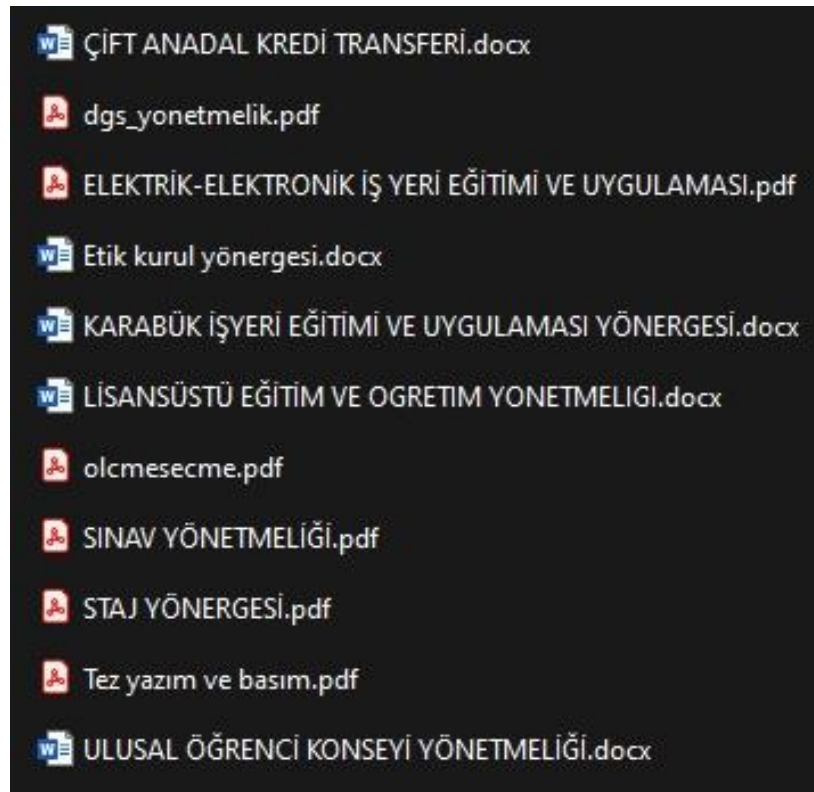 ÇİFT ANADAL KREDİ TRANSFERİ.docx
dgs_yonetmelik.pdf
ELEKTRİK-ELEKTRONİK İŞ YERİ EĞİTİMİ VE UYGULAMASI.pdf
Etik kurul yönergesi.docx
KARABÜK İŞYERİ EĞİTİMİ VE UYGULAMASI YÖNERGESİ.docx
LİSANSÜSTÜ EĞİTİM VE OGRETIM YONETMELIGI.docx
olcmesecme.pdf
SINAV YÖNETMELİĞİ.pdf
STAJ YÖNERGESİ.pdf
Tez yazım ve basım.pdf
ULUSAL ÖĞRENCİ KONSEYİ YÖNETMELİĞİ.docx